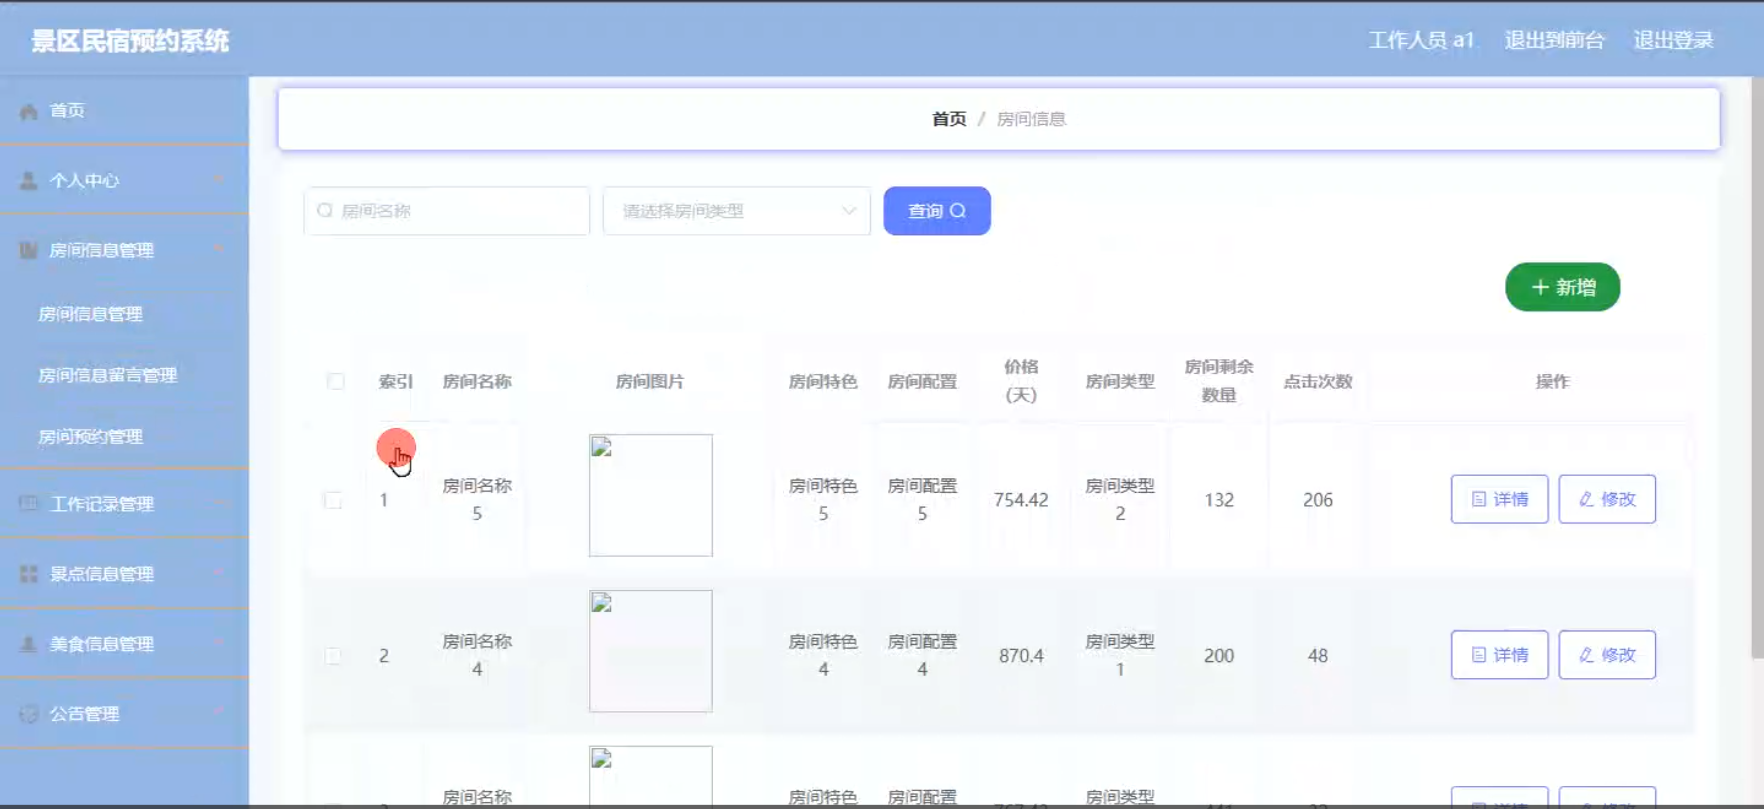 景区民宿预约系统
工作人员 a1 退出到前台 退出登录
首页
个人中心
房间信息管理
房间信息管理
房间信息留言管理
房间预约管理
工作记录管理
景点信息管理
美食信息管理
公告管理
首页 / 房间信息
房间名称 请选择房间类型 查询
+ 新增
索引 房间名称 房间图片 房间特色 房间配置 价格(天) 房间类型 房间剩余数量 点击次数 操作
1 房间名称5 房间特色5 房间配置5 754.42 房间类型2 132 206 详情 修改
2 房间名称4 房间特色4 房间配置4 870.4 房间类型1 200 48 详情 修改
房间名称 房间特色 房间配置 房间类型